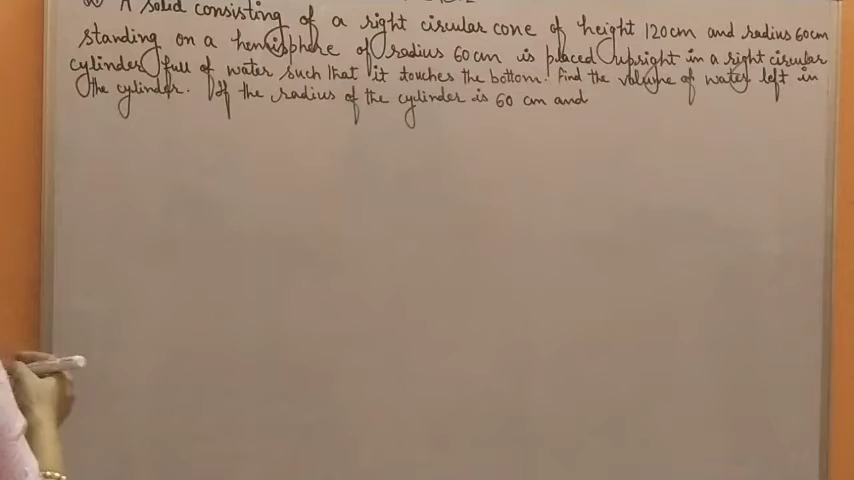 A solid consisting of a right circular cone of height 120cm and radius 60cm
standing on a hemisphere of radius 60 cm is placed upright in a right circular
cylinder full of water such that it touches the bottom. Find the volume of water left in
the cylinder. If the radius of the cylinder is 60 cm and